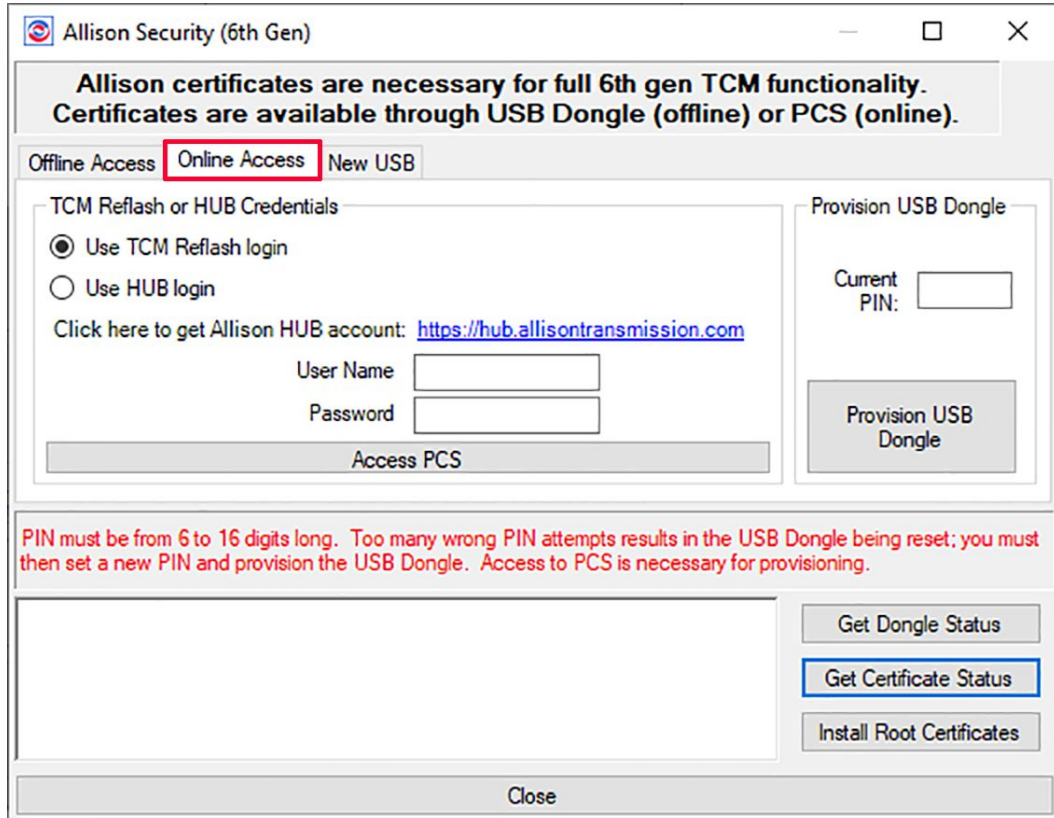 Allison Security (6th Gen)
Allison certificates are necessary for full 6th gen TCM functionality.
Certificates are available through USB Dongle (offline) or PCS (online).
Offline Access
Online Access
New USB
TCM Reflash or HUB Credentials
Use TCM Reflash login
Use HUB login
Click here to get Allison HUB account: https://hub.allisontransmission.com
User Name
Password
Access PCS
Provision USB Dongle
Current
PIN:
Provision USB
Dongle
PIN must be from 6 to 16 digits long. Too many wrong PIN attempts results in the USB Dongle being reset; you must
then set a new PIN and provision the USB Dongle. Access to PCS is necessary for provisioning.
Get Dongle Status
Get Certificate Status
Install Root Certificates
Close